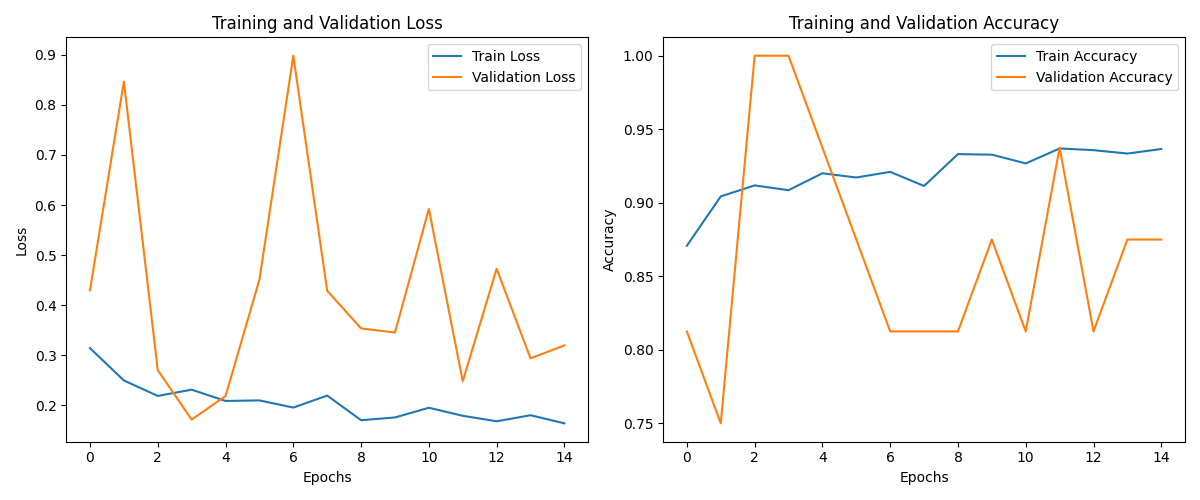 Training and Validation Loss
Train Loss
Validation Loss
0.9
0.8
0.7
0.6
0.5
0.4
0.3
0.2
Loss
0 2 4 6 8 10 12 14
Epochs
Training and Validation Accuracy
Train Accuracy
Validation Accuracy
1.00
0.95
0.90
0.85
0.80
0.75
Accuracy
0 2 4 6 8 10 12 14
Epochs